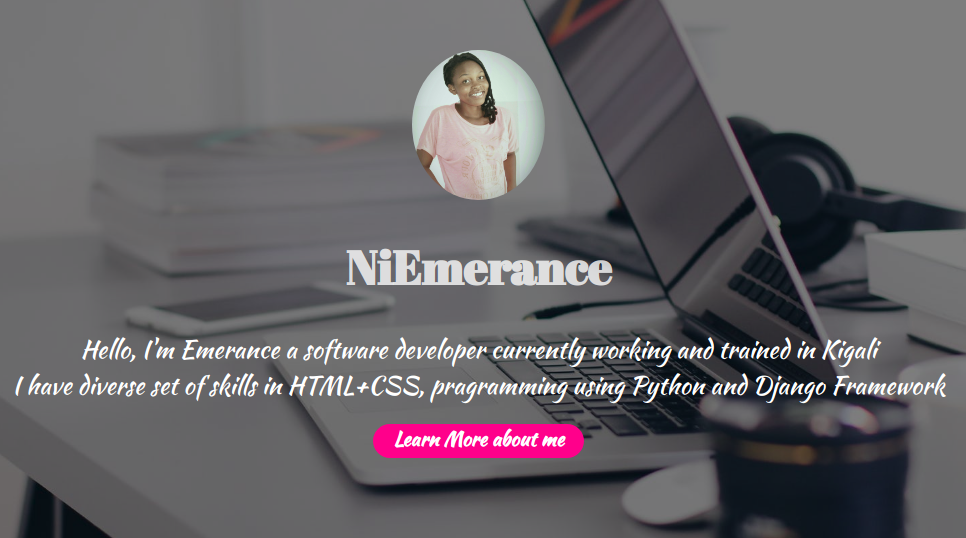 NiEmerance
Hello, I'm Emerance a software developer currently working and trained in Kigali
I have diverse set of skills in HTML+CSS, pragramming using Python and Django Framework
Learn More about me